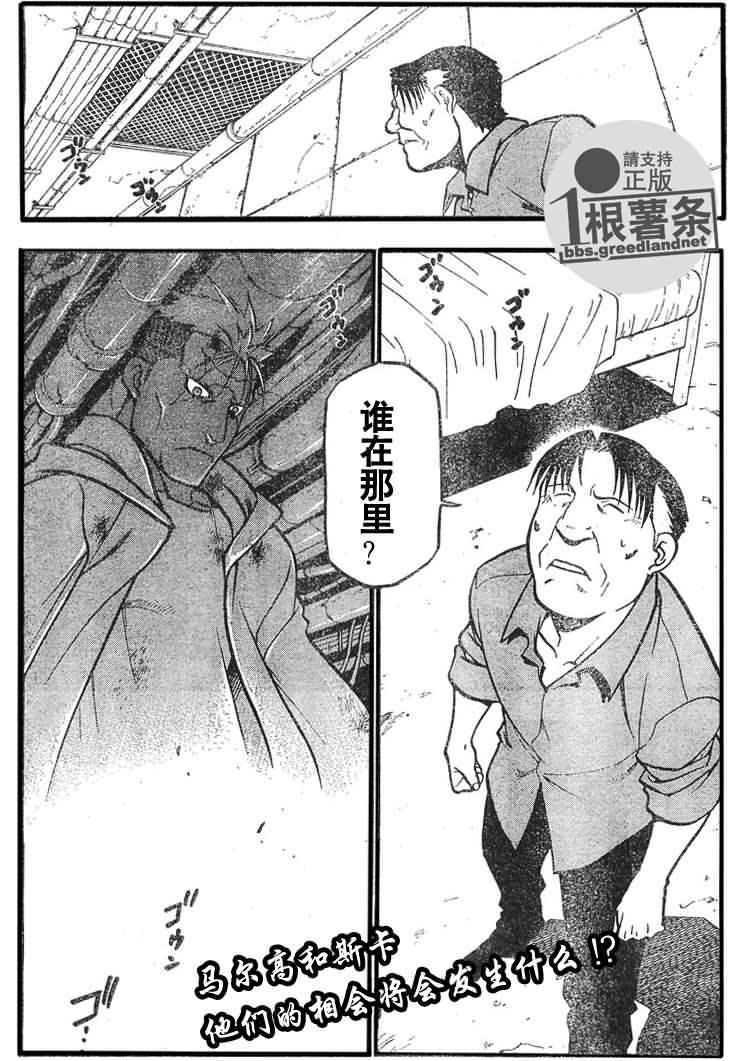 請支持
正版
1根薯条
bbs.greedland.net
ゴウン
ゴウン
ゴウン
ゴウン
ゴウン
谁在那里？
ゴウン
ゴ
马尔高和斯卡
他们的相会将会发生什么！？